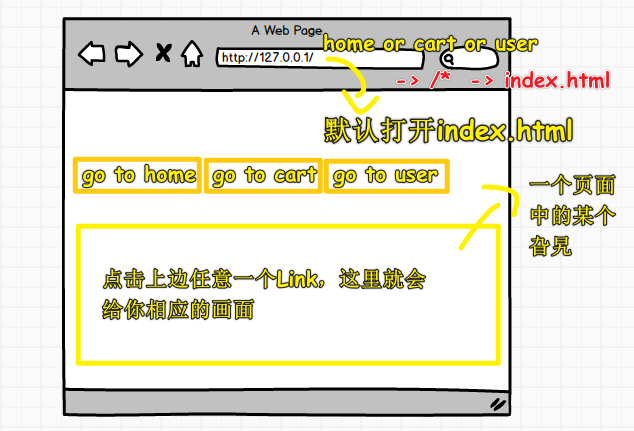 A Web Page
home or cart or user
http://127.0.0.1/
-> /* -> index.html
默认打开index.html
go to home
go to cart
go to user
一个页面
中的某个
旮旯
点击上边任意一个Link，这里就会
给你相应的画面